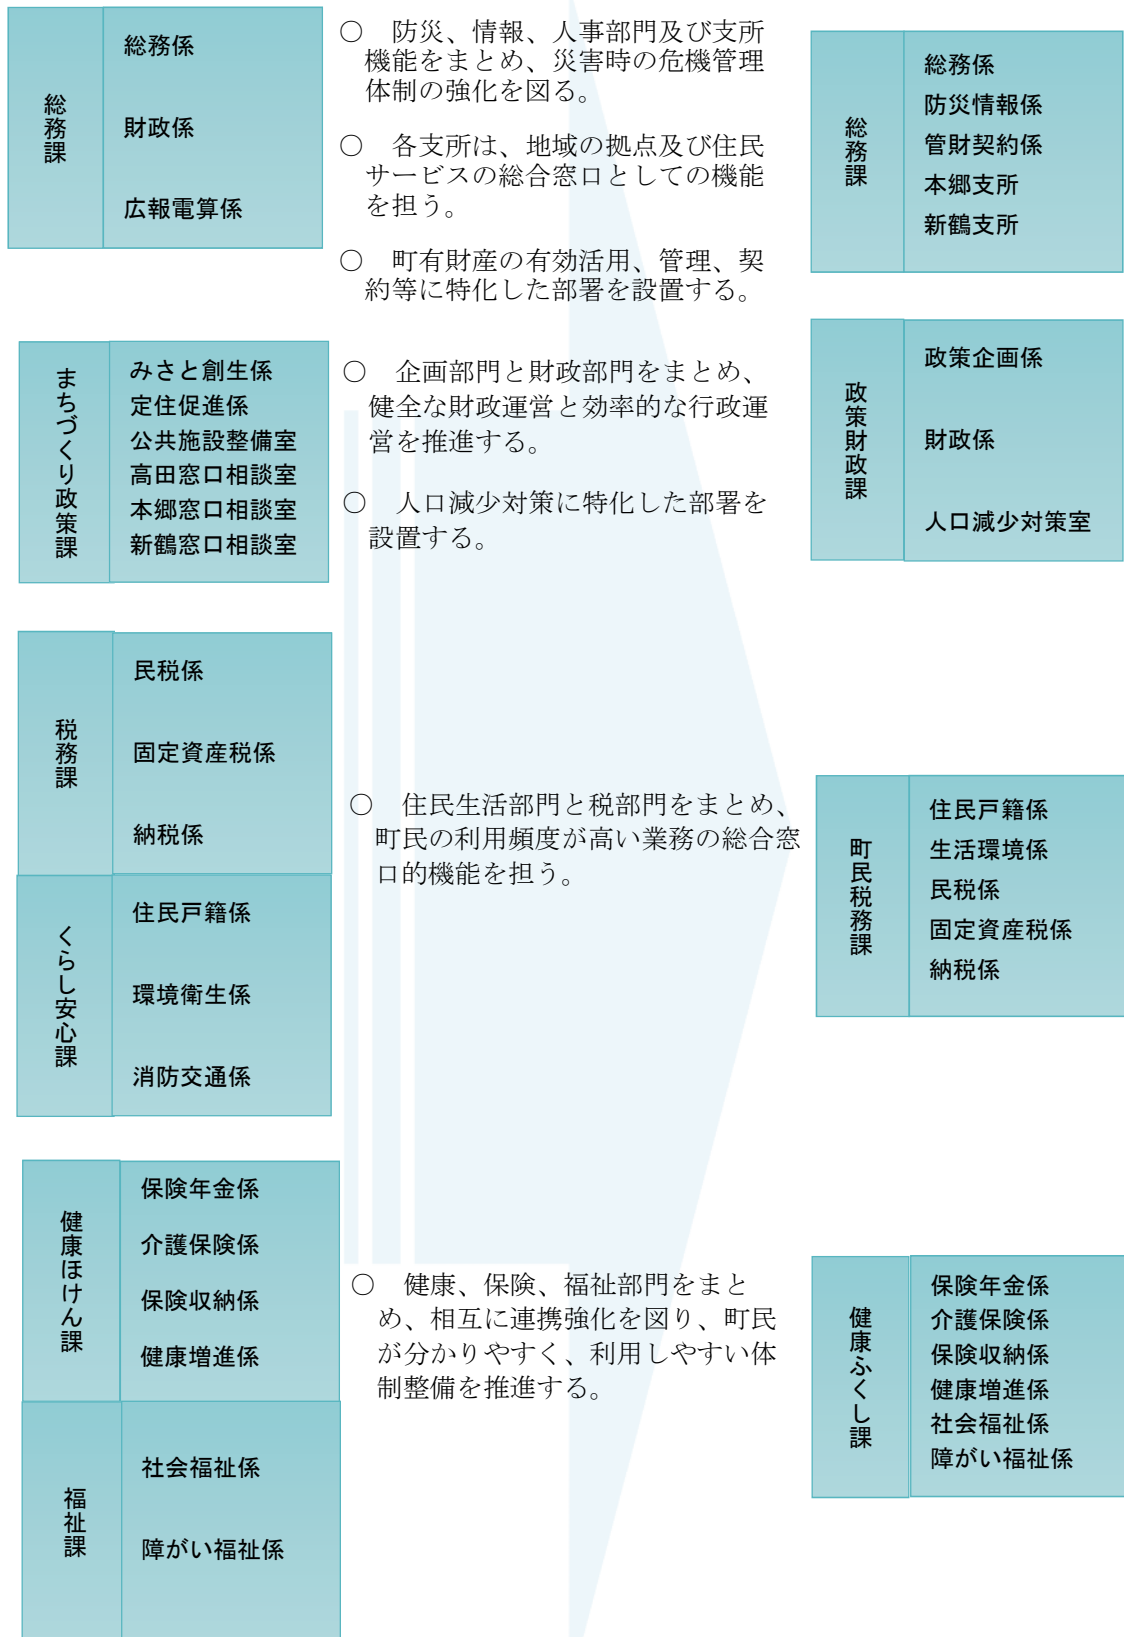 総務課
総務係
財政係
広報電算係
○　防災、情報、人事部門及び支所
機能をまとめ、災害時の危機管理
体制の強化を図る。
○　各支所は、地域の拠点及び住民
サービスの総合窓口としての機能
を担う。
○　町有財産の有効活用、管理、契
約等に特化した部署を設置する。
総務課
総務係
防災情報係
管財契約係
本郷支所
新鶴支所
まちづくり政策課
みさと創生係
定住促進係
公共施設整備室
高田窓口相談室
本郷窓口相談室
新鶴窓口相談室
○　企画部門と財政部門をまとめ、
健全な財政運営と効率的な行政運
営を推進する。
○　人口減少対策に特化した部署を
設置する。
政策財政課
政策企画係
財政係
人口減少対策室
税務課
民税係
固定資産税係
納税係
くらし安心課
住民戸籍係
環境衛生係
消防交通係
○　住民生活部門と税部門をまとめ、
町民の利用頻度が高い業務の総合窓
口的機能を担う。
町民税務課
住民戸籍係
生活環境係
民税係
固定資産税係
納税係
健康ほけん課
保険年金係
介護保険係
保険収納係
健康増進係
福祉課
社会福祉係
障がい福祉係
○　健康、保険、福祉部門をまと
め、相互に連携強化を図り、町民
が分かりやすく、利用しやすい体
制整備を推進する。
健康ふくし課
保険年金係
介護保険係
保険収納係
健康増進係
社会福祉係
障がい福祉係